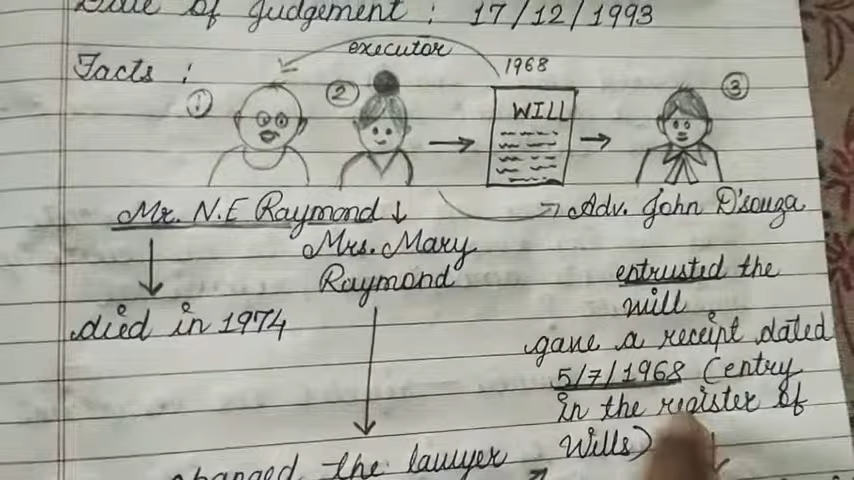 Date of Judgement : 17/12/1993
executor
Facts :
1968
1
2
WILL
3
Mr. N.E Raymond
Adv. John D'souza
Mrs. Mary
Raymond
died in 1974
entrusted the
will
gave a receipt dated
5/7/1968 (entry
in the register of
Wills)
changed the lawyer